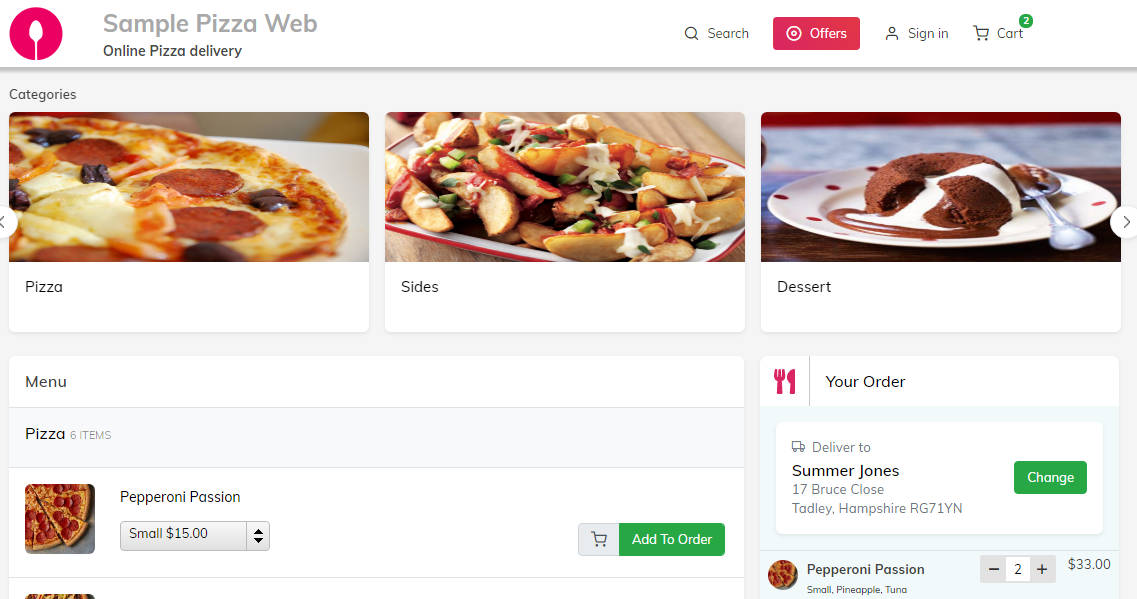 Sample Pizza Web
Online Pizza delivery
Search
Offers
Sign in
Cart
2
Categories
Pizza
Sides
Dessert
Menu
Pizza 6 ITEMS
Pepperoni Passion
Small $15.00
Add To Order
Your Order
Deliver to
Summer Jones
17 Bruce Close
Tadley, Hampshire RG71YN
Change
Pepperoni Passion
Small, Pineapple, Tuna
− 2 +
$33.00